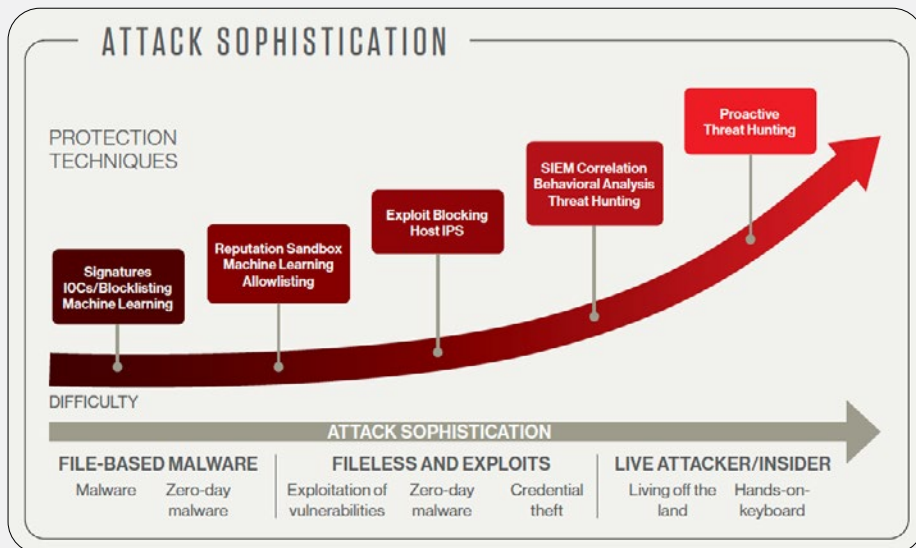 ATTACK SOPHISTICATION
PROTECTION
TECHNIQUES
Signatures
IOCs/Blocklisting
Machine Learning
Reputation Sandbox
Machine Learning
Allowlisting
Exploit Blocking
Host IPS
SIEM Correlation
Behavioral Analysis
Threat Hunting
Proactive
Threat Hunting
DIFFICULTY
ATTACK SOPHISTICATION
FILE-BASED MALWARE
Malware
Zero-day
malware
FILELESS AND EXPLOITS
Exploitation of
vulnerabilities
Zero-day
malware
Credential
theft
LIVE ATTACKER/INSIDER
Living off the
land
Hands-on-
keyboard